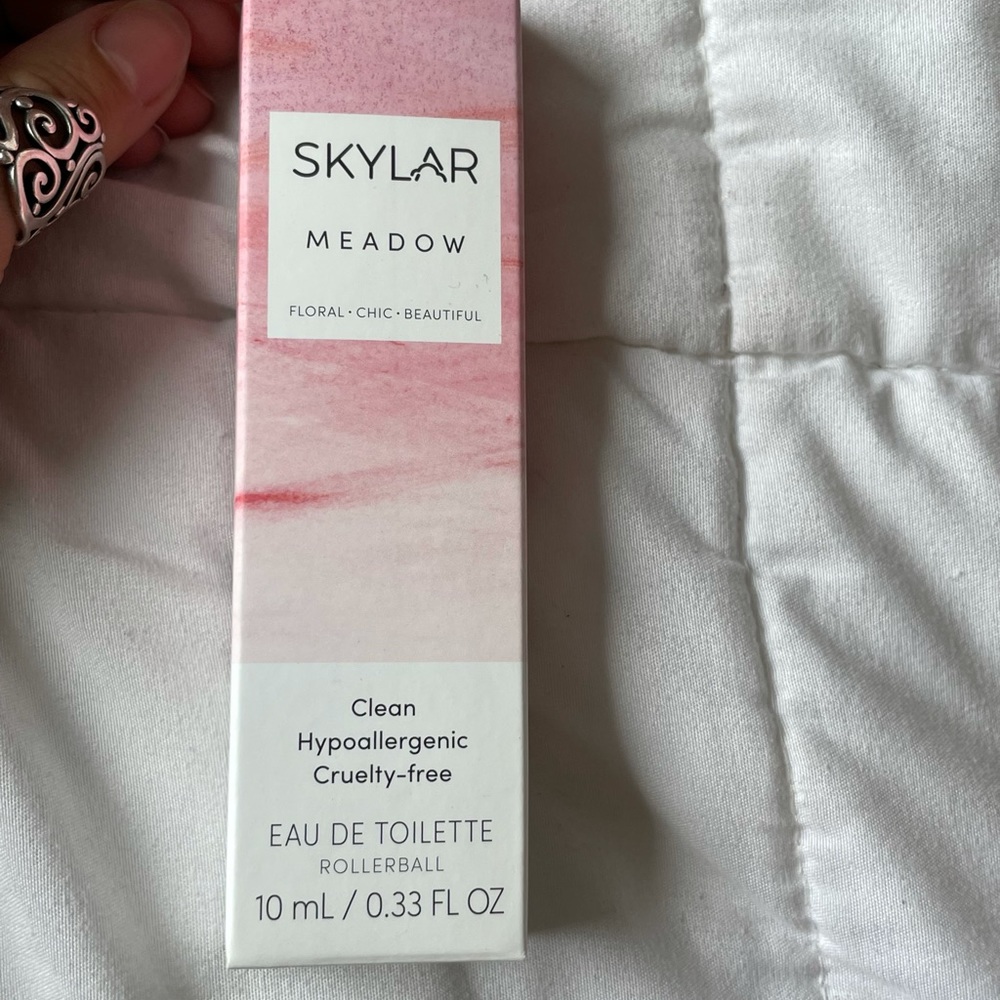 SKYLAR
MEADOW
FLORAL • CHIC • BEAUTIFUL
Clean
Hypoallergenic
Cruelty-free
EAU DE TOILETTE
ROLLERBALL
10 mL / 0.33 FL OZ